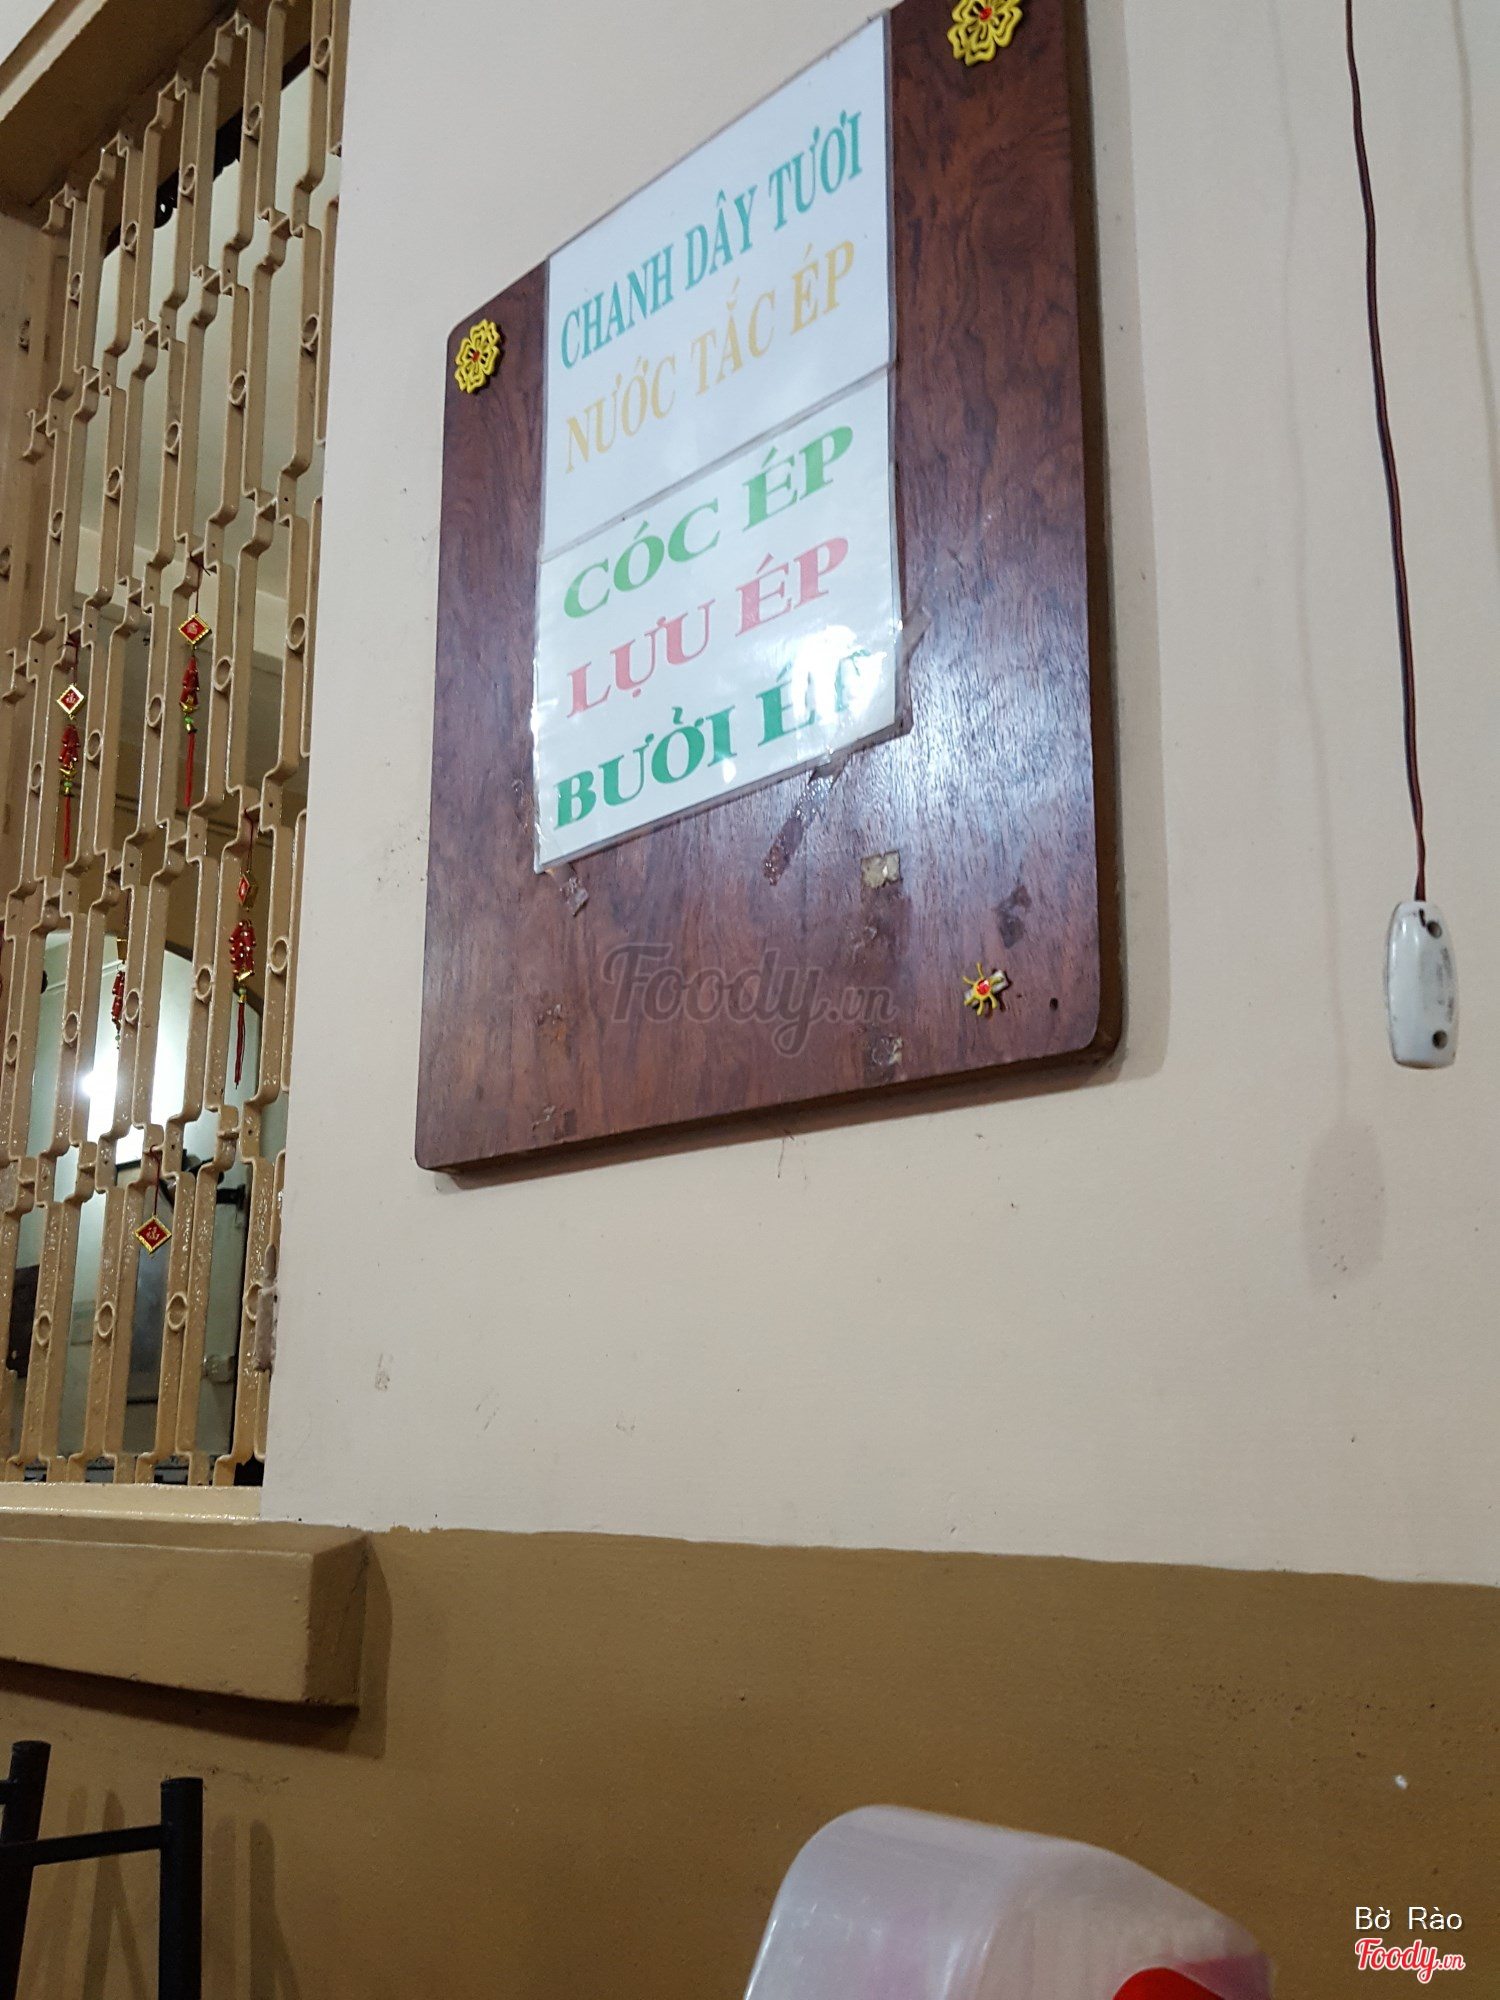 CHANH DÂY TƯƠI
NƯỚC TẮC ÉP
CÓC ÉP
LỰU ÉP
BƯỞI ÉP
Foody.vn
Bờ Rào
Foody.vn